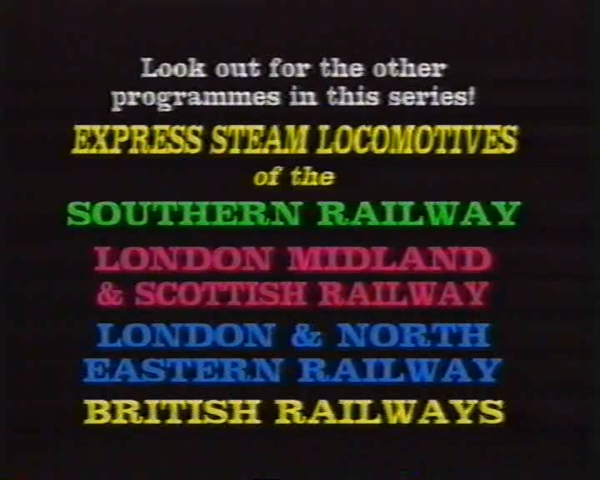 Look out for the other
programmes in this series!
EXPRESS STEAM LOCOMOTIVES
of the
SOUTHERN RAILWAY
LONDON MIDLAND
& SCOTTISH RAILWAY
LONDON & NORTH
EASTERN RAILWAY
BRITISH RAILWAYS